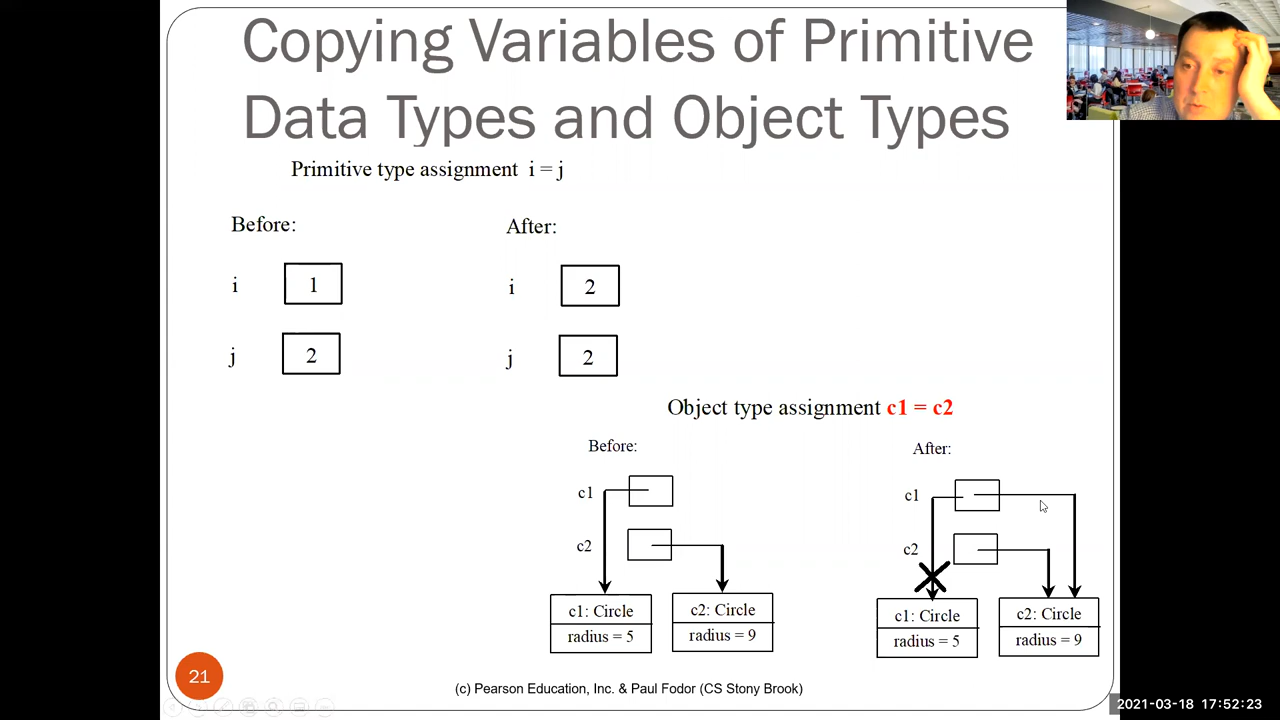 Copying Variables of Primitive
Data Types and Object Types
Primitive type assignment i = j
Before:
After:
i 1
i 2
j 2
j 2
Object type assignment c1 = c2
Before:
After:
c1
c1
c2
c2
c1: Circle
c2: Circle
c1: Circle
c2: Circle
radius = 5
radius = 9
radius = 5
radius = 9
21
(c) Pearson Education, Inc. & Paul Fodor (CS Stony Brook)
2021-03-18 17:52:23